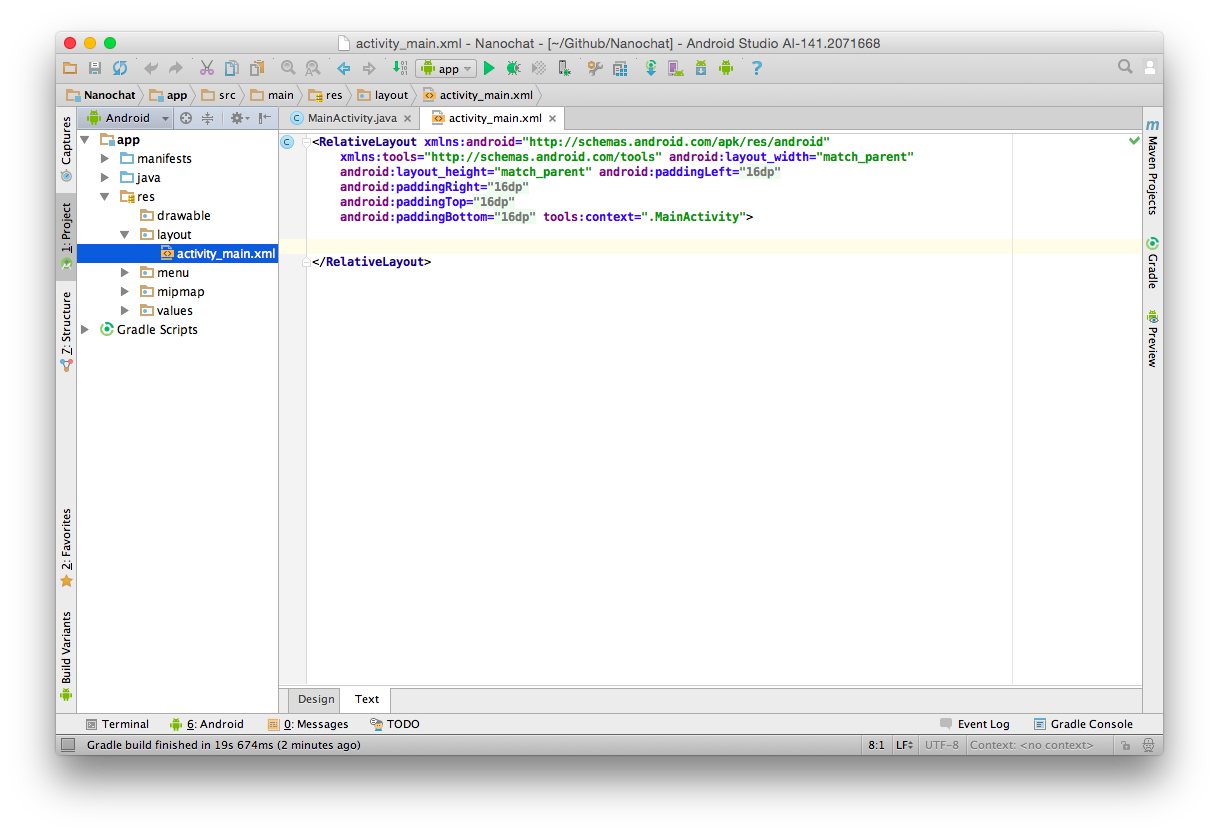 activity_main.xml - Nanochat - [~/Github/Nanochat] - Android Studio AI-141.2071668
app
Nanochat app src main res layout activity_main.xml
Android
MainActivity.java activity_main.xml
Captures
1: Project
7: Structure
2: Favorites
Build Variants
app
manifests
java
res
drawable
layout
activity_main.xml
menu
mipmap
values
Gradle Scripts
<RelativeLayout xmlns:android="http://schemas.android.com/apk/res/android"
xmlns:tools="http://schemas.android.com/tools" android:layout_width="match_parent"
android:layout_height="match_parent" android:paddingLeft="16dp"
android:paddingRight="16dp"
android:paddingTop="16dp"
android:paddingBottom="16dp" tools:context=".MainActivity">
</RelativeLayout>
Maven Projects
Gradle
Preview
Design Text
Terminal 6: Android 0: Messages TODO Event Log Gradle Console
Gradle build finished in 19s 674ms (2 minutes ago) 8:1 LF UTF-8 Context: <no context>